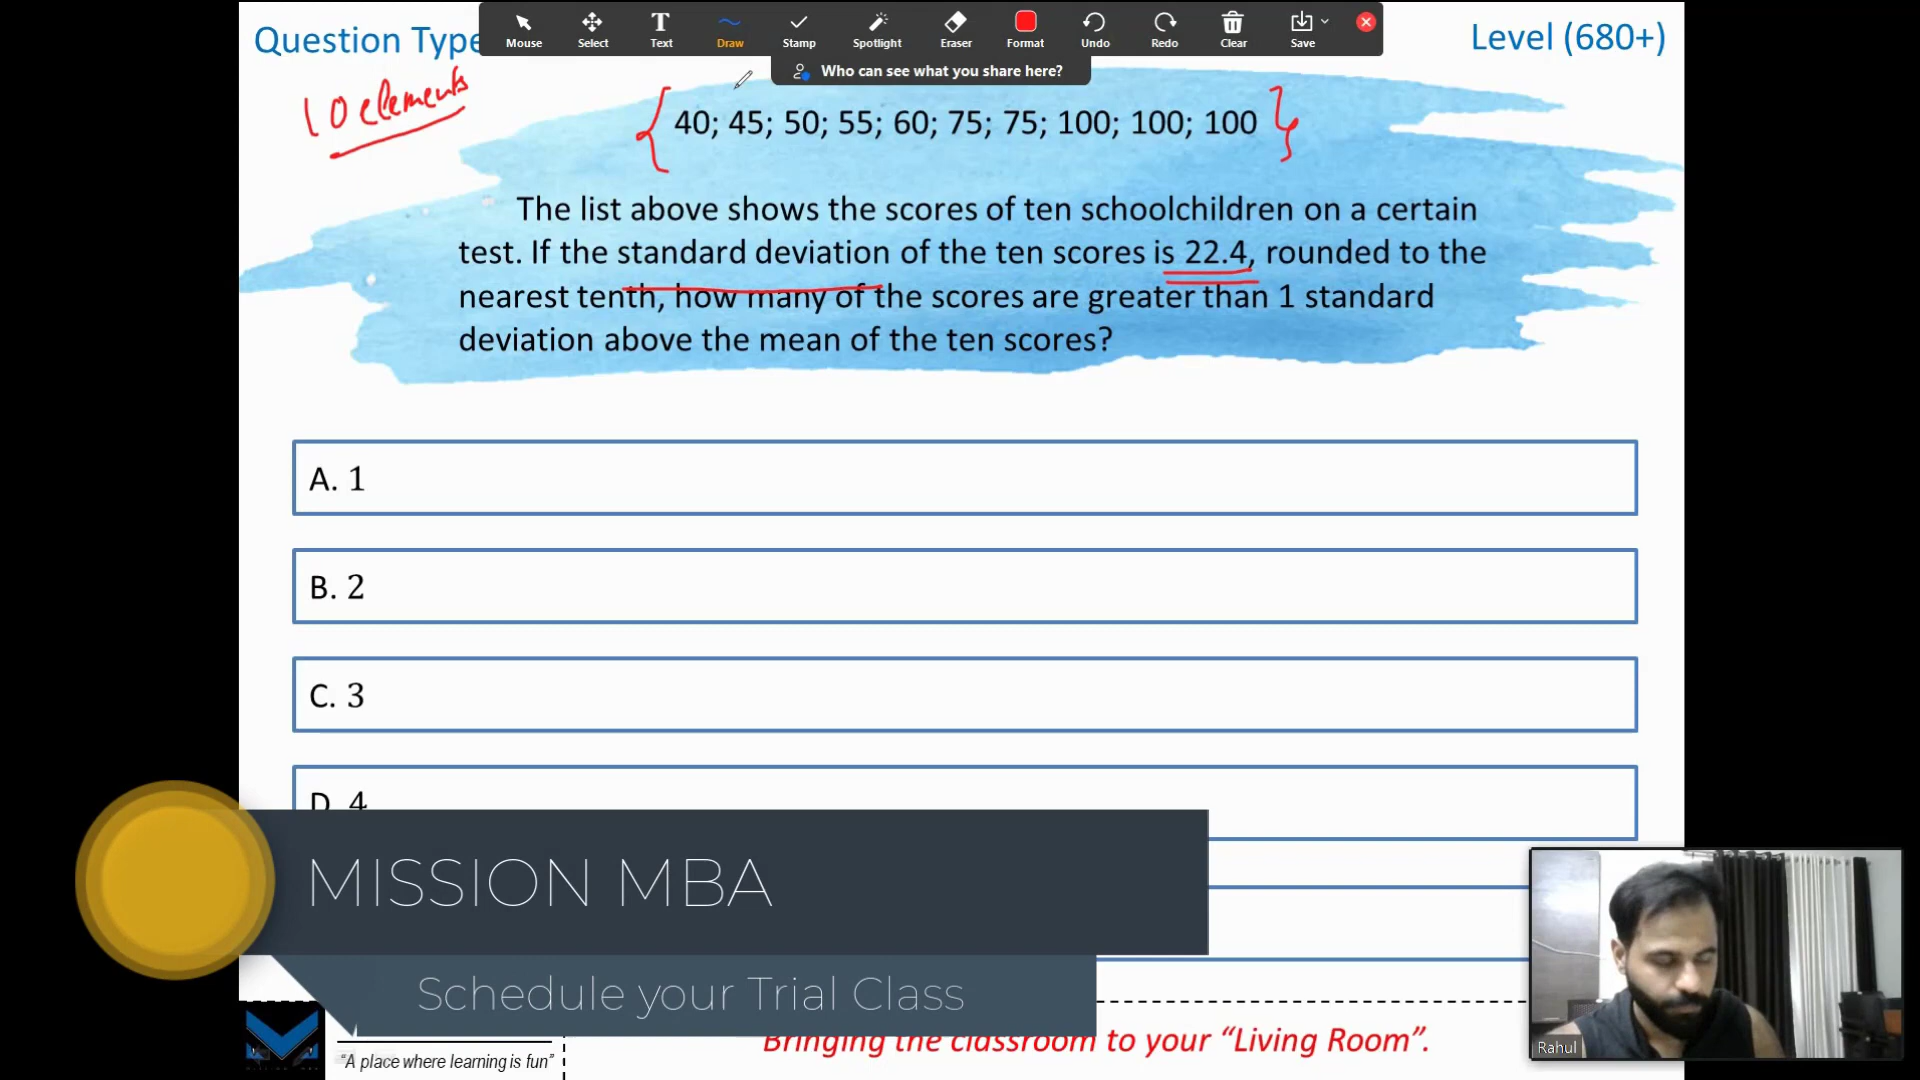 Question Type
Mouse
Select
Text
Draw
Stamp
Spotlight
Eraser
Format
Undo
Redo
Clear
Save
Level (680+)
Who can see what you share here?
10 elements
{ 40; 45; 50; 55; 60; 75; 75; 100; 100; 100 }
The list above shows the scores of ten schoolchildren on a certain
test. If the standard deviation of the ten scores is 22.4, rounded to the
nearest tenth, how many of the scores are greater than 1 standard
deviation above the mean of the ten scores?
A. 1
B. 2
C. 3
D. 4
MISSION MBA
Schedule your Trial Class
Bringing the classroom to your “Living Room”.
“A place where learning is fun”
Rahul